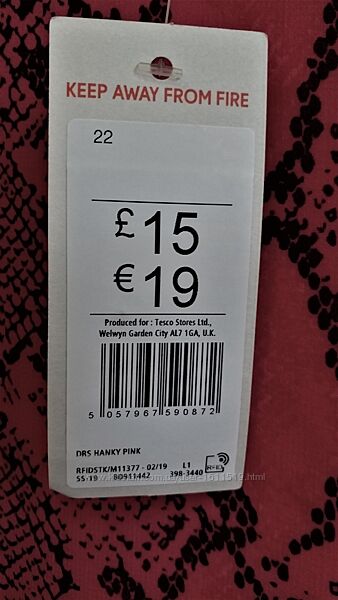 KEEP AWAY FROM FIRE
22
£15
€19
Produced for : Tesco Stores Ltd.,
Welwyn Garden City AL7 1GA, U.K.
5 057967 590872
DRS HANKY PINK
RFIDSTK/M11377 - 02/19 L1
SS:19 BD911442 398-3440